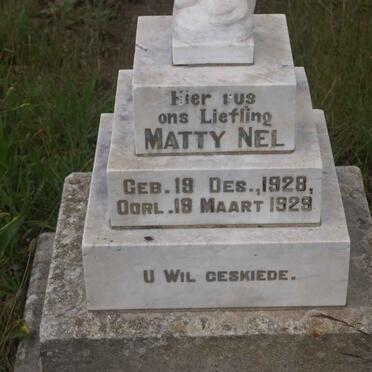 Hier rus
ons Liefling
MATTY NEL
GEB. 19 DES., 1928,
OORL. 19 MAART 1929.
U WIL GESKIEDE.